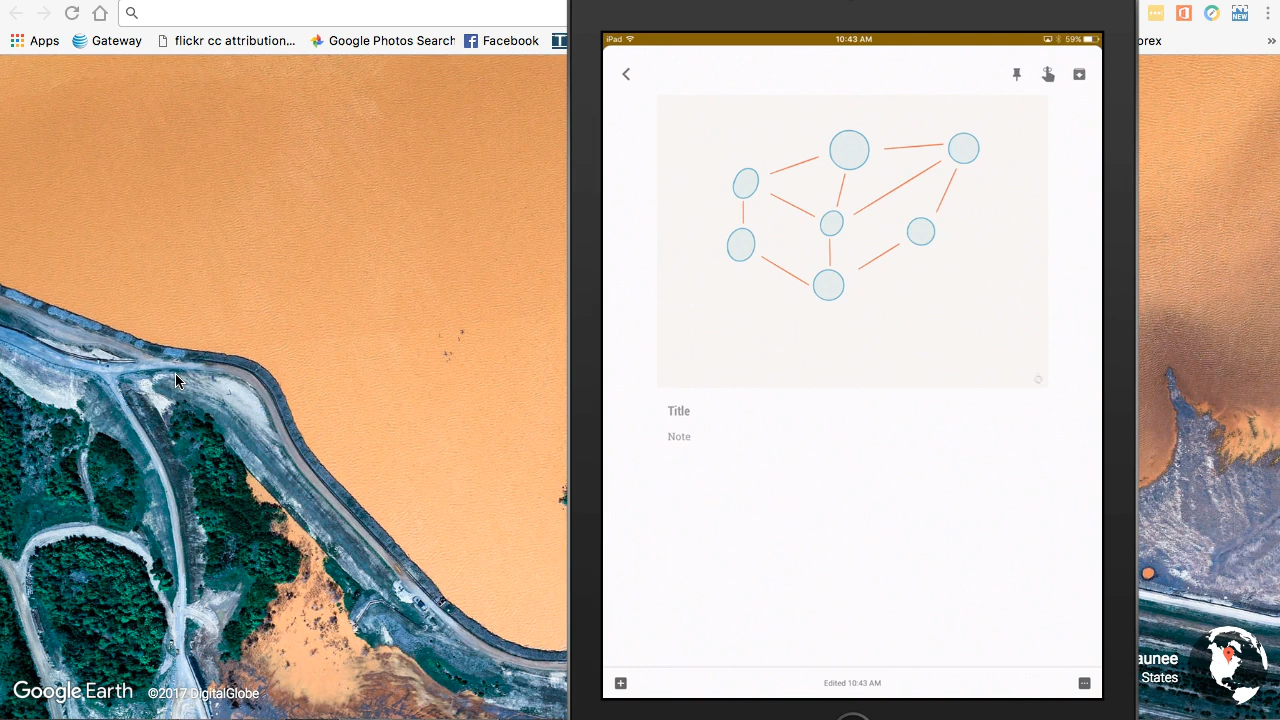 Apps Gateway flickr cc attribution... Google Photos Search Facebook
orex »
NEW
iPad 10:43 AM 59%
Title
Note
Edited 10:43 AM
Google Earth ©2017 DigitalGlobe
aunee
States